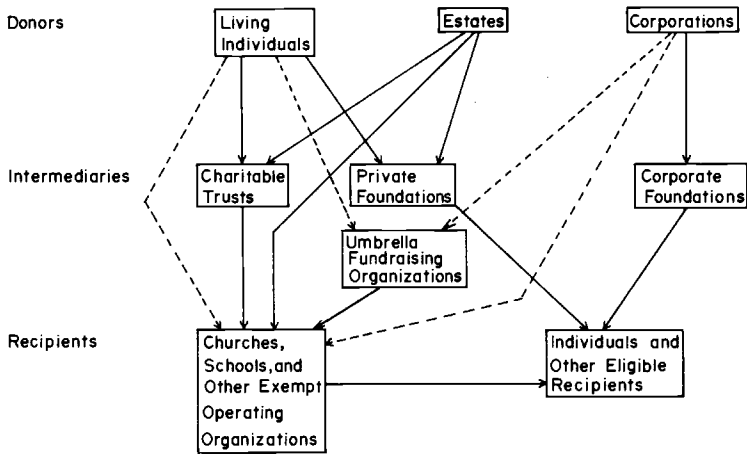 Donors
Living
Individuals
Estates
Corporations
Intermediaries
Charitable
Trusts
Private
Foundations
Corporate
Foundations
Umbrella
Fundraising
Organizations
Recipients
Churches,
Schools,and
Other Exempt
Operating
Organizations
Individuals and
Other Eligible
Recipients